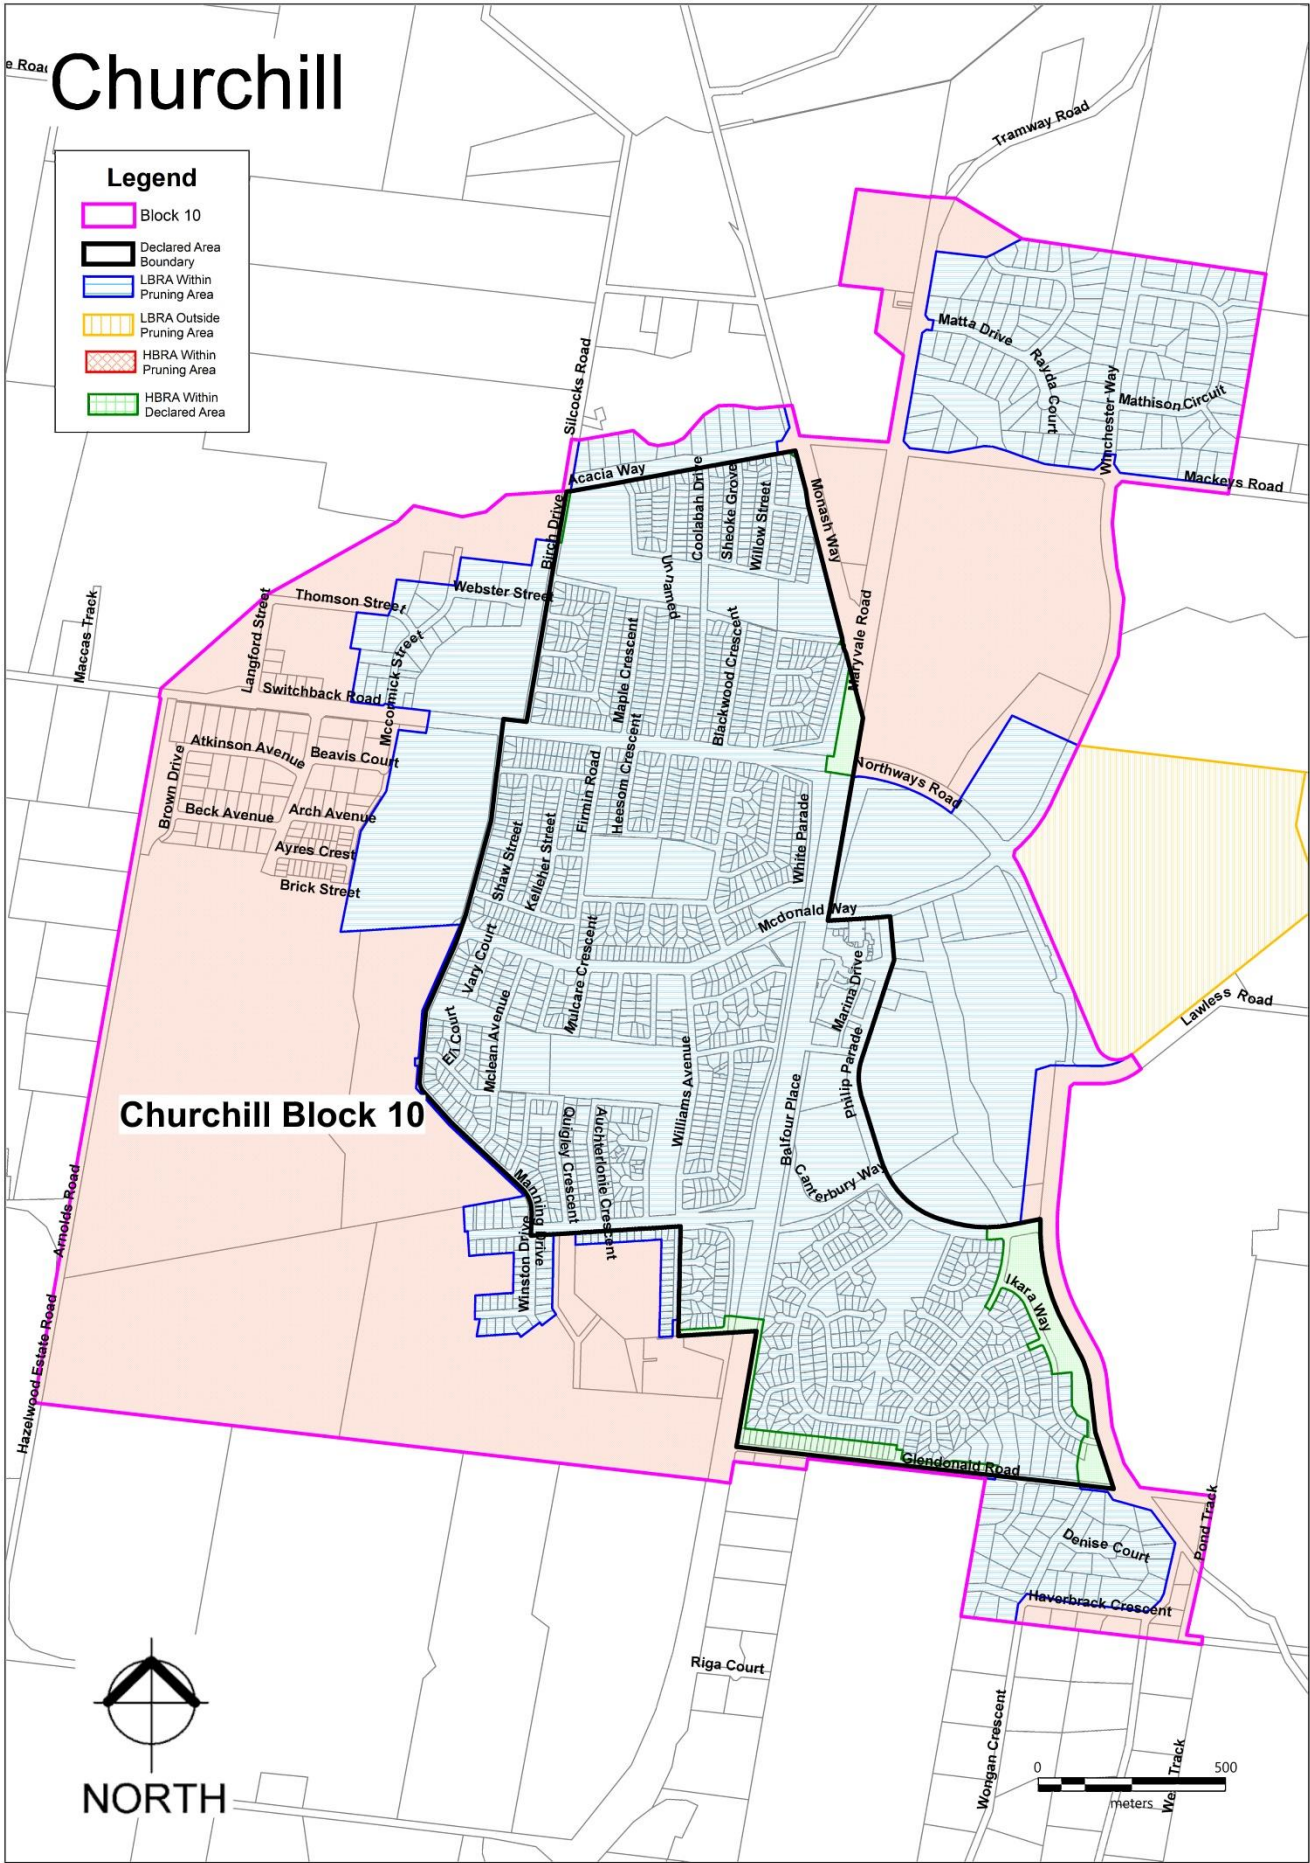 e Road
Churchill
Legend
Block 10
Declared Area
Boundary
LBRA Within
Pruning Area
LBRA Outside
Pruning Area
HBRA Within
Pruning Area
HBRA Within
Declared Area
Tramway Road
Silcocks Road
Matta Drive
Rayda Court
Winchester Way
Mathison Circuit
Mackeys Road
Acacia Way
Birch Drive
Coolabah Drive
Sheoke Grove
Willow Street
Monash Way
Unnamed
Webster Street
Thomson Street
Langford Street
Maccas Track
Mccormick Street
Switchback Road
Maple Crescent
Blackwood Crescent
Maryvale Road
Atkinson Avenue
Beavis Court
Brown Drive
Beck Avenue
Arch Avenue
Ayres Crest
Brick Street
Firmin Road
Heesom Crescent
Northways Road
Shaw Street
Kelleher Street
White Parade
Mcdonald Way
Vary Court
Mulcare Crescent
Marina Drive
Lawless Road
Eli Court
Mclean Avenue
Williams Avenue
Philip Parade
Balfour Place
Churchill Block 10
Quigley Crescent
Auchterlonie Crescent
Canterbury Way
Manning Drive
Winston Drive
Arnolds Road
Ikara Way
Hazelwood Estate Road
Glendonald Road
Pond Track
Denise Court
Haverbrack Crescent
Riga Court
Wongan Crescent
We
Track
NORTH
0 500
meters